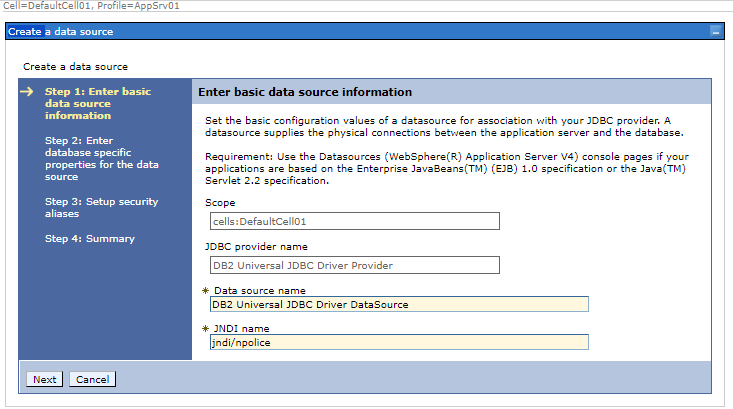 Cell=DefaultCell01, Profile=AppSrv01
Create a data source
Create a data source
Step 1: Enter basic
data source
information
Step 2: Enter
database specific
properties for the data
source
Step 3: Setup security
aliases
Step 4: Summary
Enter basic data source information
Set the basic configuration values of a datasource for association with your JDBC provider. A
datasource supplies the physical connections between the application server and the database.
Requirement: Use the Datasources (WebSphere(R) Application Server V4) console pages if your
applications are based on the Enterprise JavaBeans(TM) (EJB) 1.0 specification or the Java(TM)
Servlet 2.2 specification.
Scope
cells:DefaultCell01
JDBC provider name
DB2 Universal JDBC Driver Provider
* Data source name
DB2 Universal JDBC Driver DataSource
* JNDI name
jndi/npolice
Next Cancel